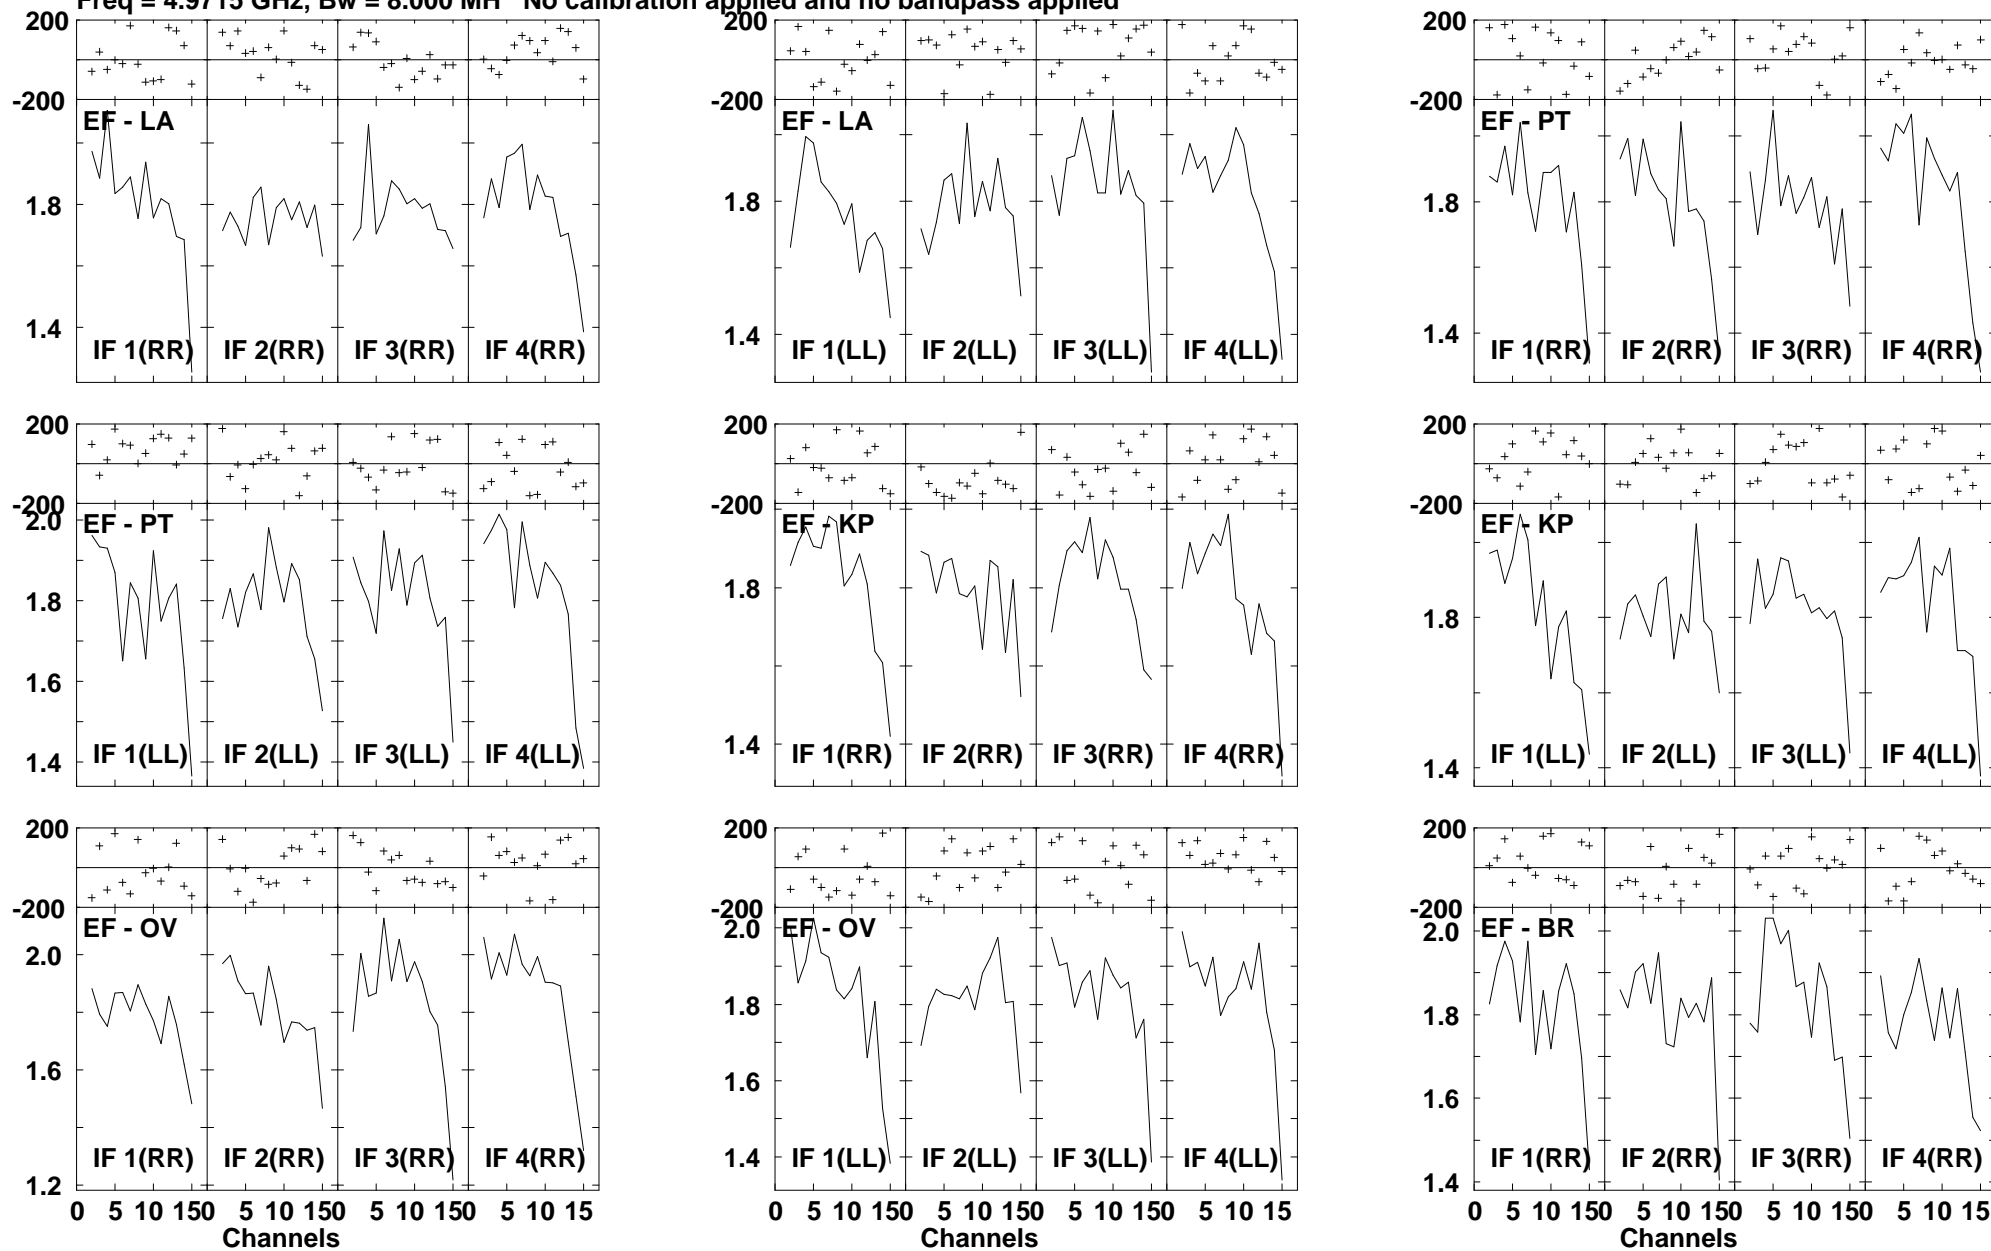 Freq = 4.9715 GHz, Bw = 8.000 MH No calibration applied and no bandpass applied
200 200 200
-200 -200 -200
EF - LA EF - LA EF - PT
1.8 1.8 1.8
1.4 1.4 1.4
IF 1(RR) IF 2(RR) IF 3(RR) IF 4(RR) IF 1(LL) IF 2(LL) IF 3(LL) IF 4(LL) IF 1(RR) IF 2(RR) IF 3(RR) IF 4(RR)
200 200 200
-200 -200 -200
2.0
EF - PT EF - KP EF - KP
1.8 1.8 1.8
1.6
1.4 1.4 1.4
IF 1(LL) IF 2(LL) IF 3(LL) IF 4(LL) IF 1(RR) IF 2(RR) IF 3(RR) IF 4(RR) IF 1(LL) IF 2(LL) IF 3(LL) IF 4(LL)
200 200 200
-200 -200 -200
EF - OV EF - OV EF - BR
2.0 2.0 2.0
1.8 1.8
1.6 1.6 1.6
1.4 1.4
IF 1(RR) IF 2(RR) IF 3(RR) IF 4(RR) IF 1(LL) IF 2(LL) IF 3(LL) IF 4(LL) IF 1(RR) IF 2(RR) IF 3(RR) IF 4(RR)
1.2
0 5 10 150 5 10 150 5 10 150 5 10 15 0 5 10 150 5 10 150 5 10 150 5 10 15 0 5 10 150 5 10 150 5 10 150 5 10 15
Channels Channels Channels